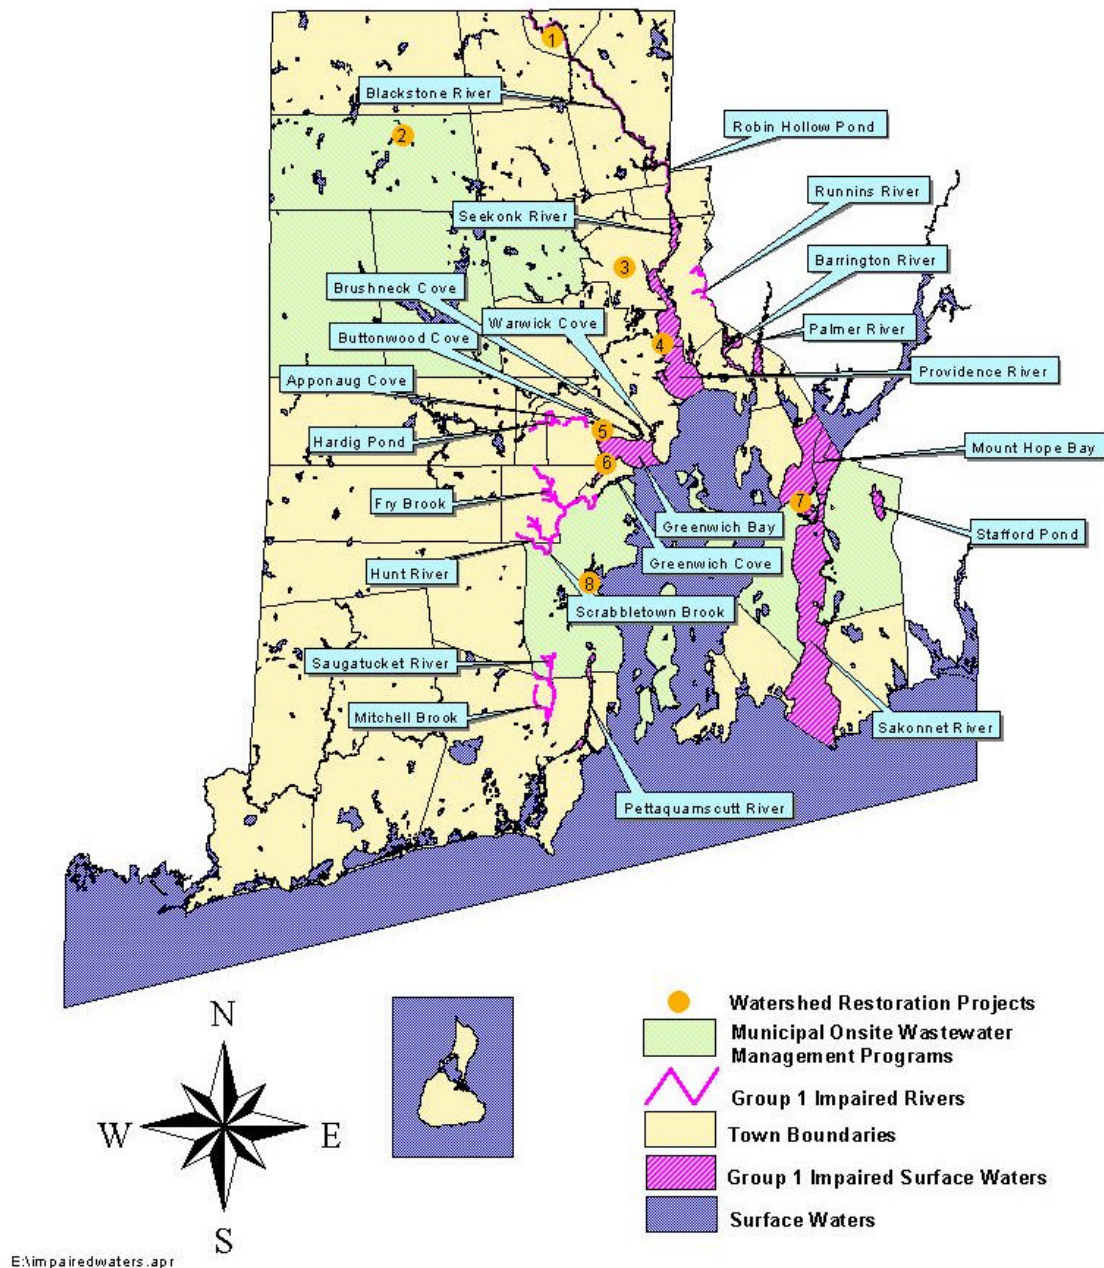 1
Blackstone River
Robin Hollow Pond
2
Runnins River
Seekonk River
Barrington River
3
Brushneck Cove
Warwick Cove
Palmer River
Buttonwood Cove
4
Providence River
Apponaug Cove
5
Hardig Pond
Mount Hope Bay
6
Fry Brook
7
Greenwich Bay
Stafford Pond
Greenwich Cove
Hunt River
8
Scrabbletown Brook
Saugatucket River
Mitchell Brook
Sakonnet River
Pettaquamscutt River
Watershed Restoration Projects
Municipal Onsite Wastewater
Management Programs
Group 1 Impaired Rivers
Town Boundaries
Group 1 Impaired Surface Waters
Surface Waters
N
W
E
S
E:\impairedwaters.apr